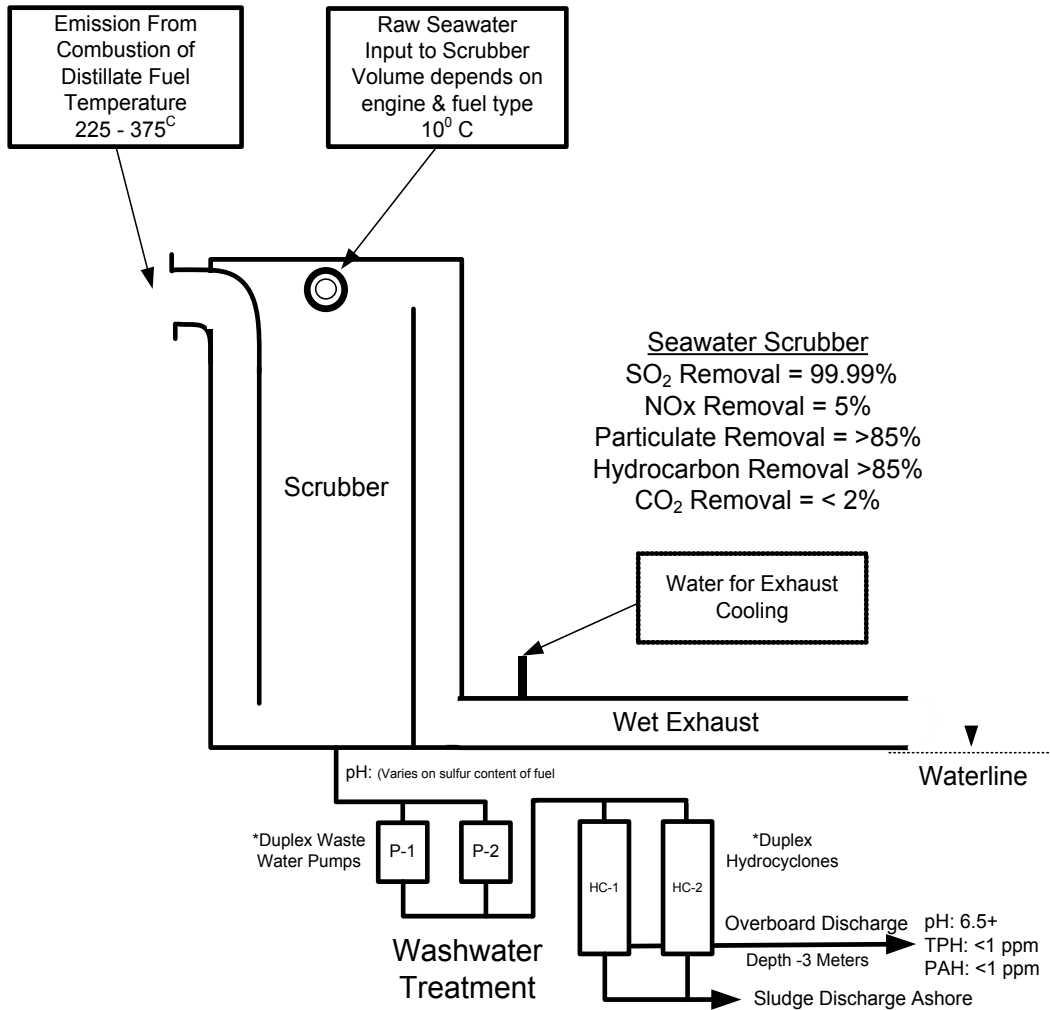 Emission From
Combustion of
Distillate Fuel
Temperature
225 - 375ᶜ
Raw Seawater
Input to Scrubber
Volume depends on
engine & fuel type
10⁰ C
Seawater Scrubber
SO₂ Removal = 99.99%
NOx Removal = 5%
Particulate Removal = >85%
Hydrocarbon Removal >85%
CO₂ Removal = < 2%
Scrubber
Water for Exhaust
Cooling
Wet Exhaust
Waterline
pH: (Varies on sulfur content of fuel
*Duplex Waste
Water Pumps
P-1
P-2
HC-1
HC-2
*Duplex
Hydrocyclones
Washwater
Treatment
Overboard Discharge
Depth -3 Meters
pH: 6.5+
TPH: <1 ppm
PAH: <1 ppm
Sludge Discharge Ashore